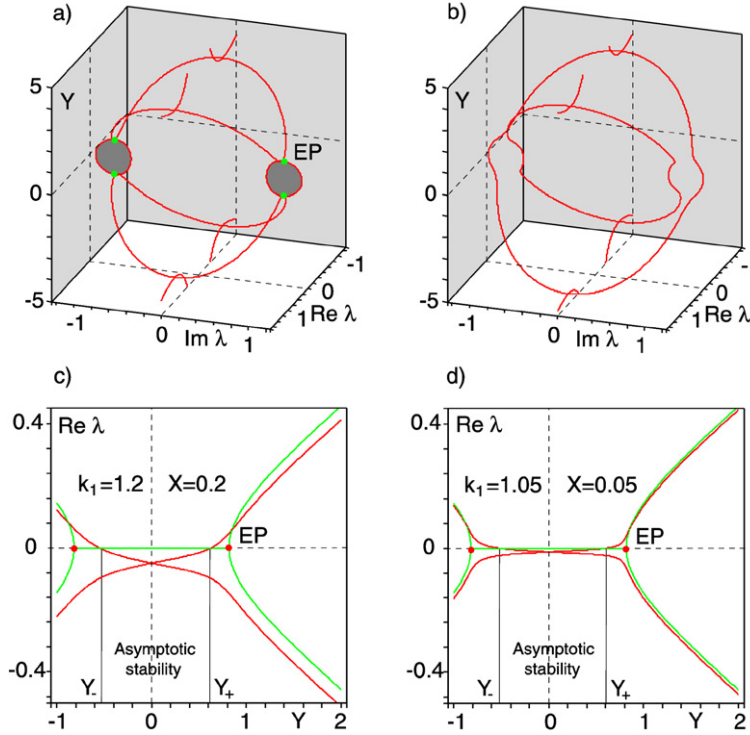 a)
b)
5
Y
0
-5
EP
-1
0
Im λ
1
1
Re λ
0
-1
5
Y
0
-5
-1
0
Im λ
1
1
Re λ
0
-
c)
d)
0.4
Re λ
k₁=1.2
X=0.2
EP
0
Asymptotic
stability
-0.4
Y₋
Y₊
-1
0
1
Y
2
0.4
Re λ
k₁=1.05
X=0.05
EP
0
Asymptotic
stability
-0.4
Y₋
Y₊
-1
0
1
Y
2